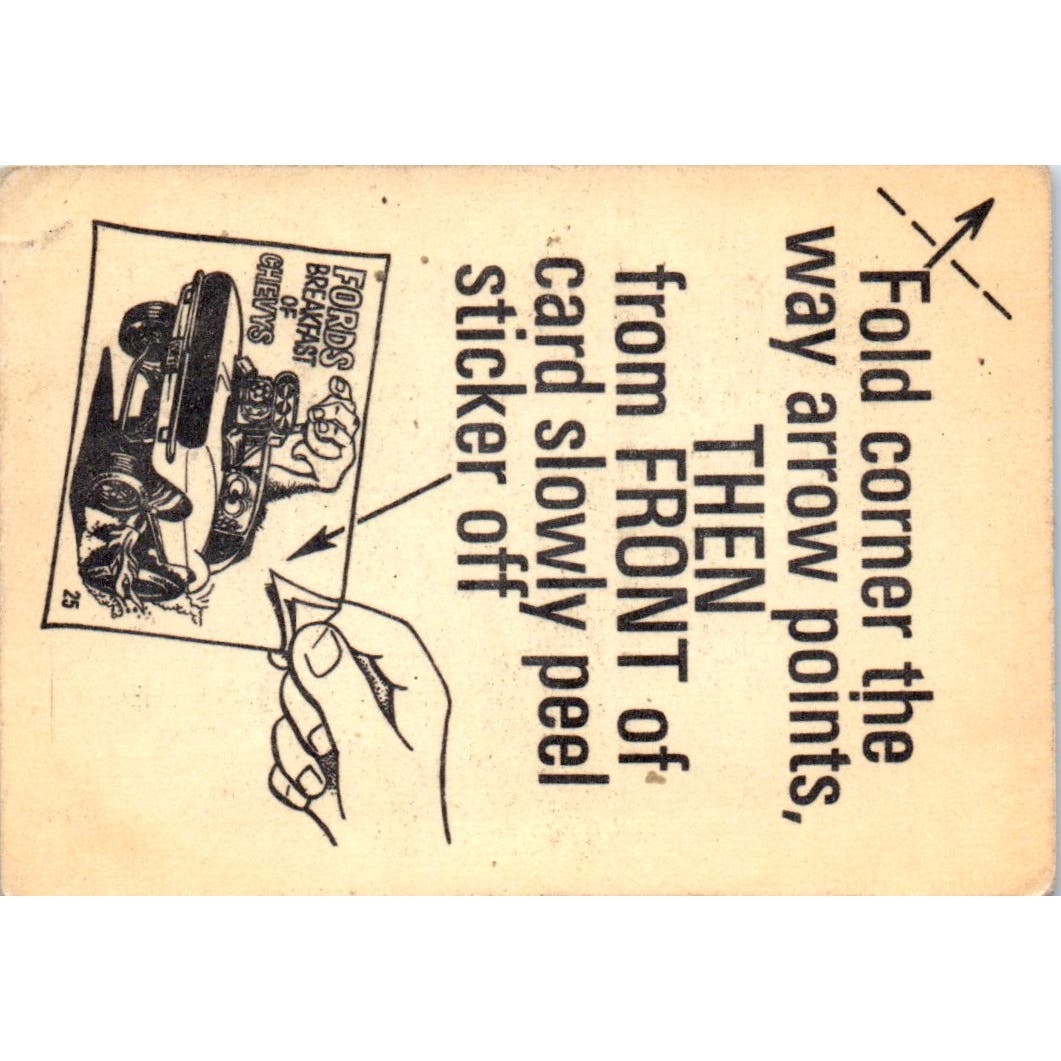 Fold corner the
way arrow points,
THEN
from FRONT of
card slowly peel
sticker off
FORDS
BREAKFAST
OF
CHEVYS
25